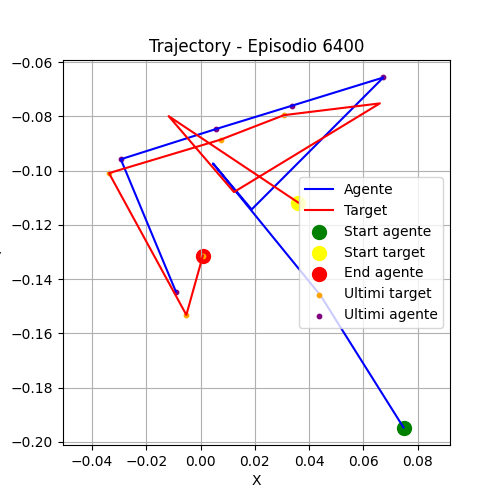 Trajectory - Episodio 6400
−0.06
−0.08
−0.10
−0.12
−0.14
−0.16
−0.18
−0.20
Agente
Target
Start agente
Start target
End agente
Ultimi target
Ultimi agente
−0.04 −0.02 0.00 0.02 0.04 0.06 0.08
X